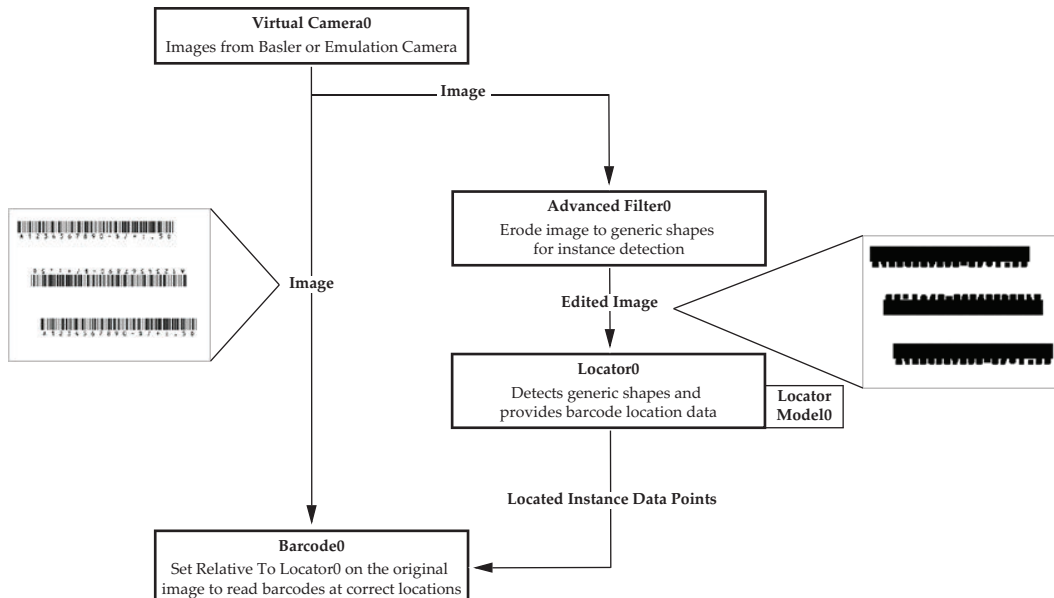 Virtual Camera0
Images from Basler or Emulation Camera
Image
Advanced Filter0
Erode image to generic shapes
for instance detection
Image
Edited Image
Locator0
Detects generic shapes and
provides barcode location data
Locator
Model0
Located Instance Data Points
Barcode0
Set Relative To Locator0 on the original
image to read barcodes at correct locations